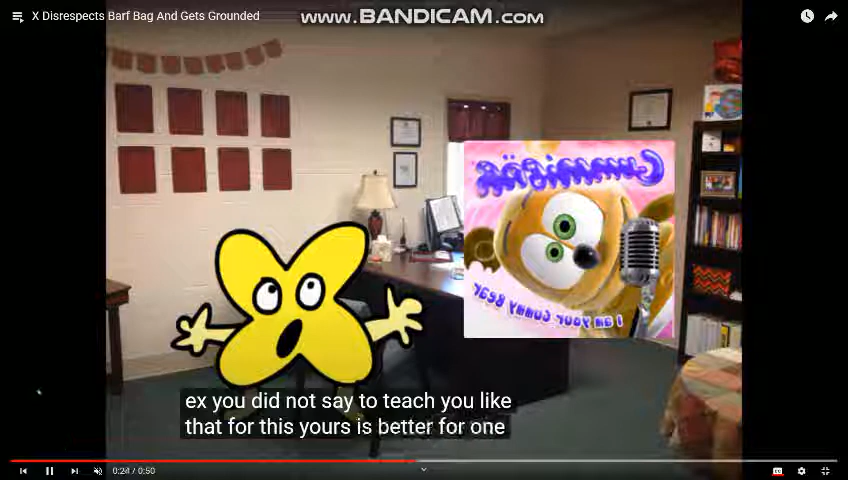 X Disrespects Barf Bag And Gets Grounded
www.BANDICAM.com
Gummibär
I am your Gummy Bear
ex you did not say to teach you like
that for this yours is better for one
0:24 / 0:50